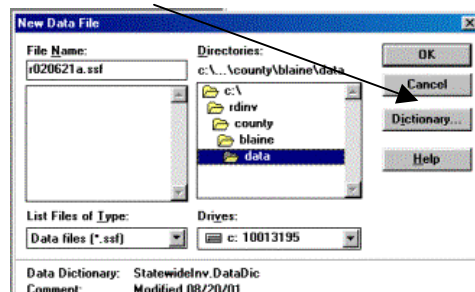 New Data File
File Name:
r020621a.ssf
Directories:
c:\...\county\blaine\data
c:\
rdinv
county
blaine
data
OK
Cancel
Dictionary...
Help
List Files of Type:
Data files (*.ssf)
Drives:
c: 10013195
Data Dictionary: StatewideInv.DataDic
Comment: Modified 08/20/01